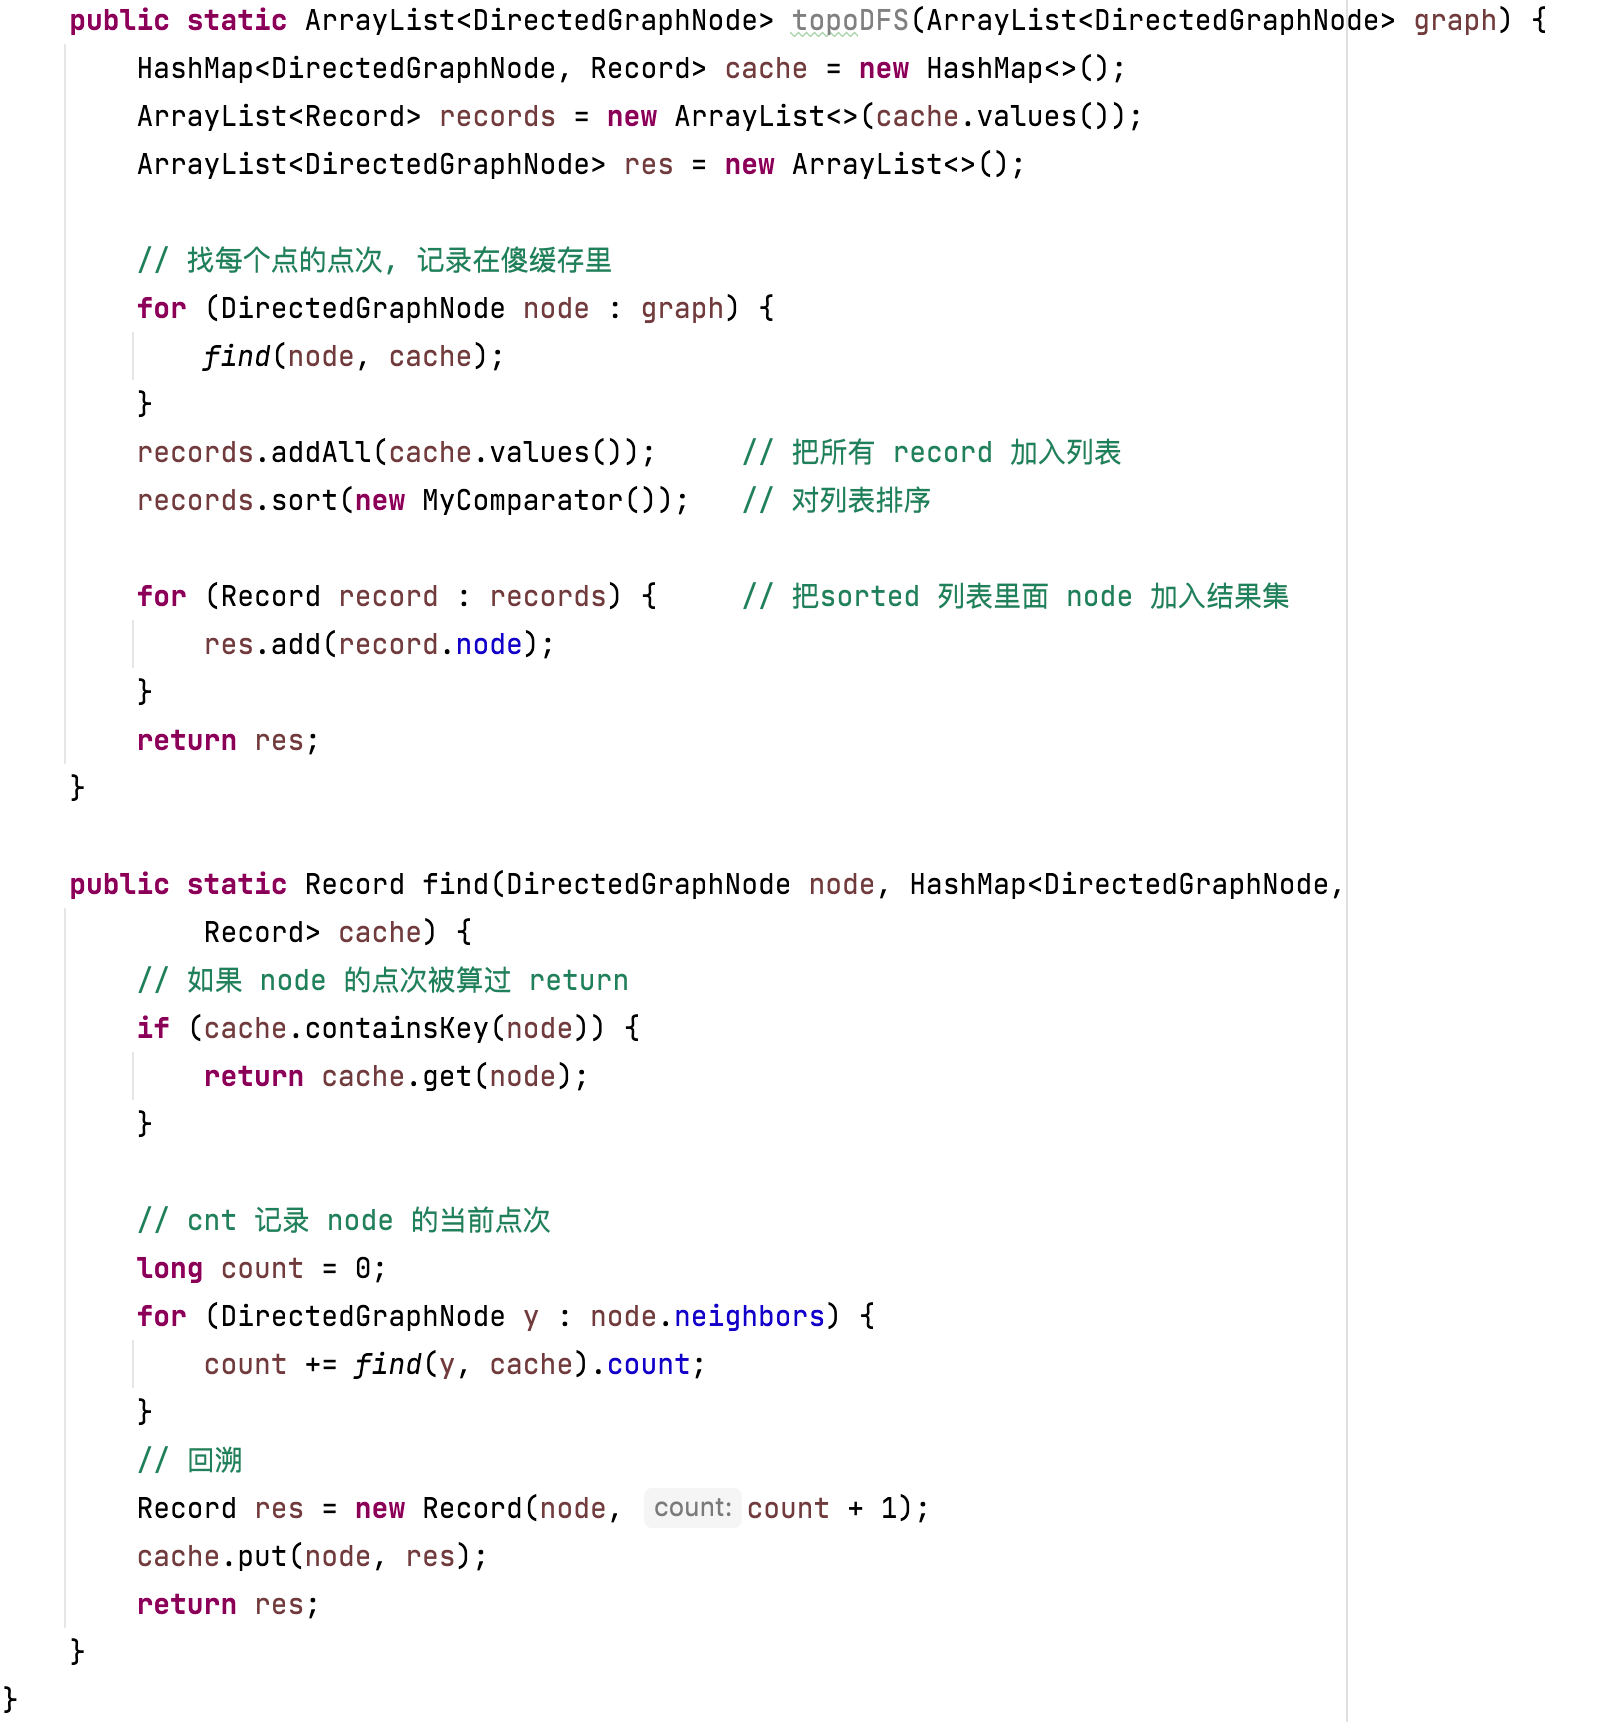 public static ArrayList<DirectedGraphNode> topoDFS(ArrayList<DirectedGraphNode> graph) {
    HashMap<DirectedGraphNode, Record> cache = new HashMap<>();
    ArrayList<Record> records = new ArrayList<>(cache.values());
    ArrayList<DirectedGraphNode> res = new ArrayList<>();

    // 找每个点的点次, 记录在傻缓存里
    for (DirectedGraphNode node : graph) {
        find(node, cache);
    }
    records.addAll(cache.values());     // 把所有 record 加入列表
    records.sort(new MyComparator());   // 对列表排序

    for (Record record : records) {     // 把sorted 列表里面 node 加入结果集
        res.add(record.node);
    }
    return res;
}

public static Record find(DirectedGraphNode node, HashMap<DirectedGraphNode,
        Record> cache) {
    // 如果 node 的点次被算过 return
    if (cache.containsKey(node)) {
        return cache.get(node);
    }

    // cnt 记录 node 的当前点次
    long count = 0;
    for (DirectedGraphNode y : node.neighbors) {
        count += find(y, cache).count;
    }
    // 回溯
    Record res = new Record(node, count: count + 1);
    cache.put(node, res);
    return res;
}
}